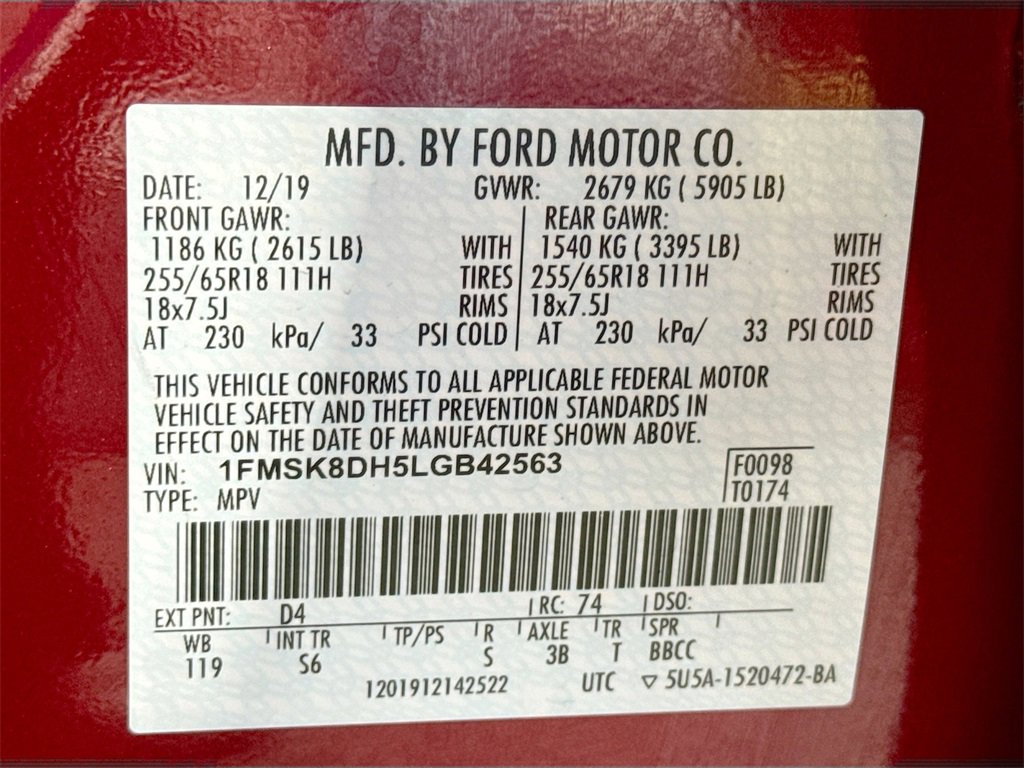 MFD. BY FORD MOTOR CO.
DATE: 12/19 GVWR: 2679 KG ( 5905 LB)
FRONT GAWR: REAR GAWR:
1186 KG ( 2615 LB) WITH 1540 KG ( 3395 LB) WITH
255/65R18 111H TIRES 255/65R18 111H TIRES
18x7.5J RIMS 18x7.5J RIMS
AT 230 kPa/ 33 PSI COLD AT 230 kPa/ 33 PSI COLD
THIS VEHICLE CONFORMS TO ALL APPLICABLE FEDERAL MOTOR
VEHICLE SAFETY AND THEFT PREVENTION STANDARDS IN
EFFECT ON THE DATE OF MANUFACTURE SHOWN ABOVE.
VIN: 1FMSK8DH5LGB42563 F0098
TYPE: MPV T0174
EXT PNT: D4 RC: 74 DSO:
WB INT TR TP/PS R AXLE TR SPR
119 S6 S 3B T BBCC
1201912142522 UTC ▽ 5U5A-1520472-BA